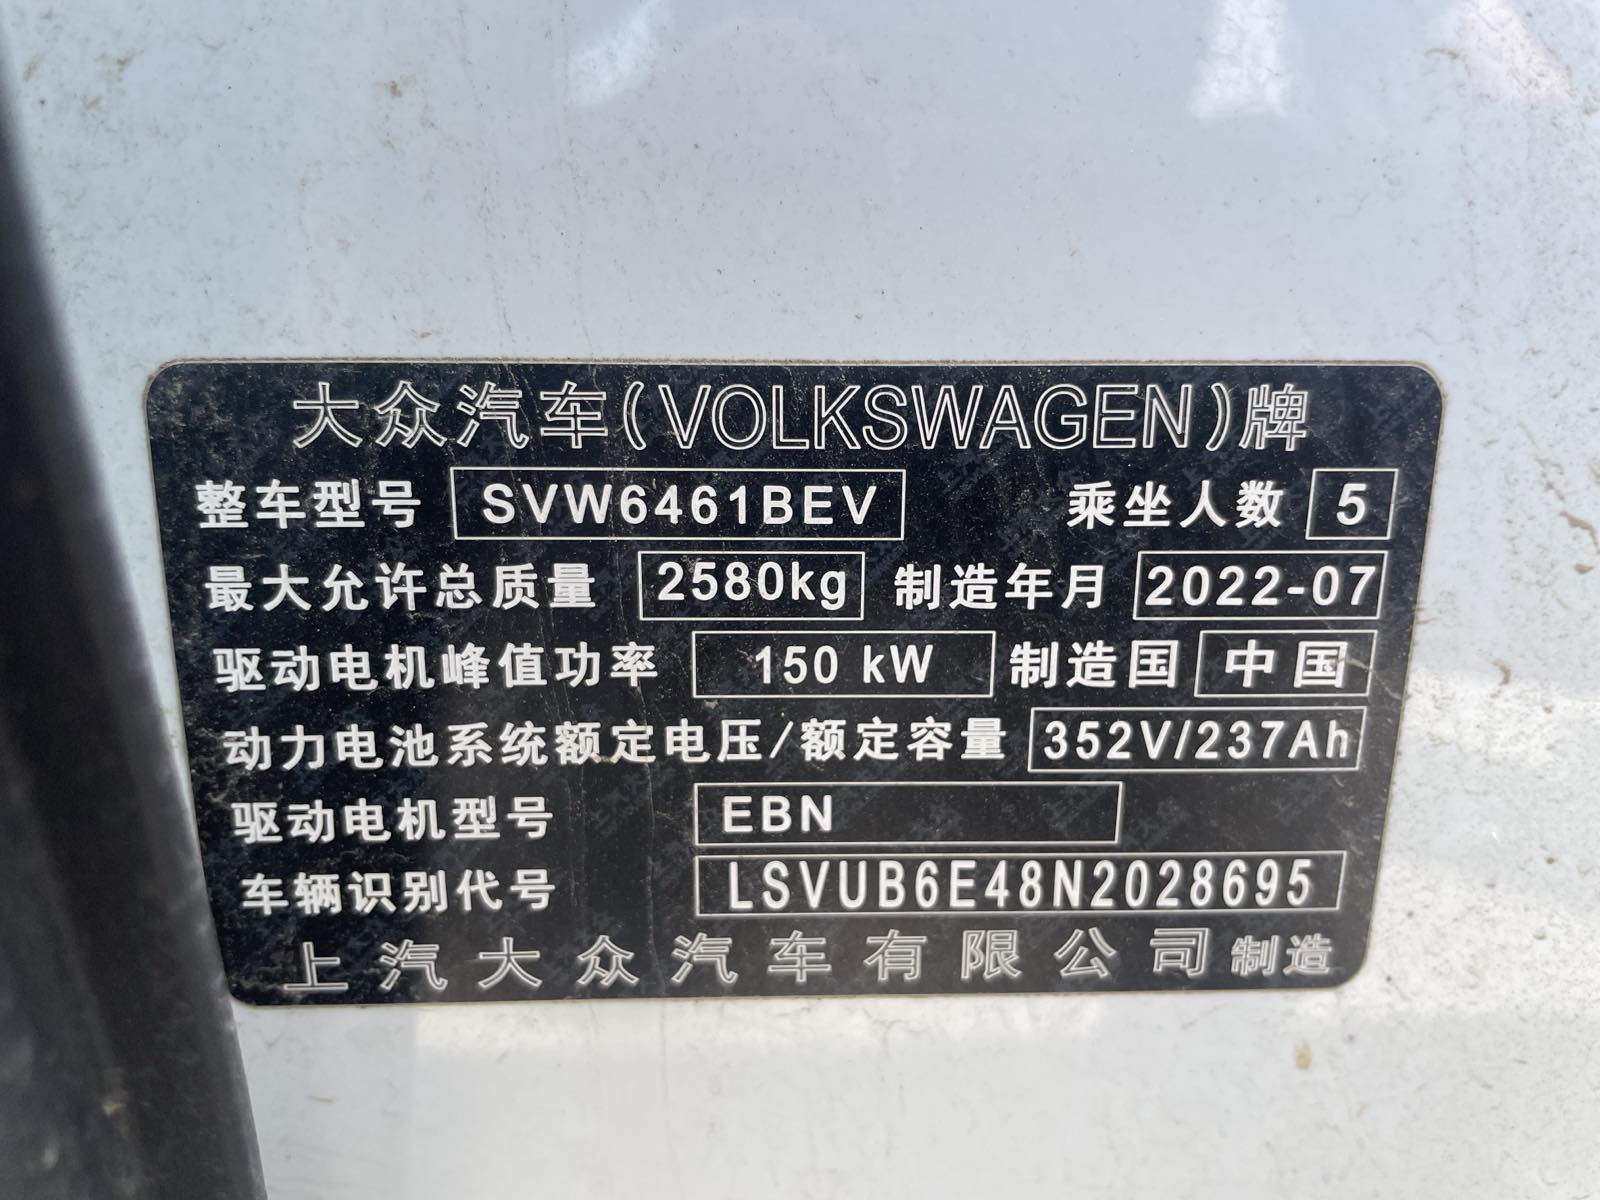 大众汽车(VOLKSWAGEN)牌
整车型号 SVW6461BEV 乘坐人数 5
最大允许总质量 2580kg 制造年月 2022-07
驱动电机峰值功率 150 kW 制造国 中国
动力电池系统额定电压/额定容量 352V/237Ah
驱动电机型号 EBN
车辆识别代号 LSVUB6E48N2028695
上汽大众汽车有限公司制造